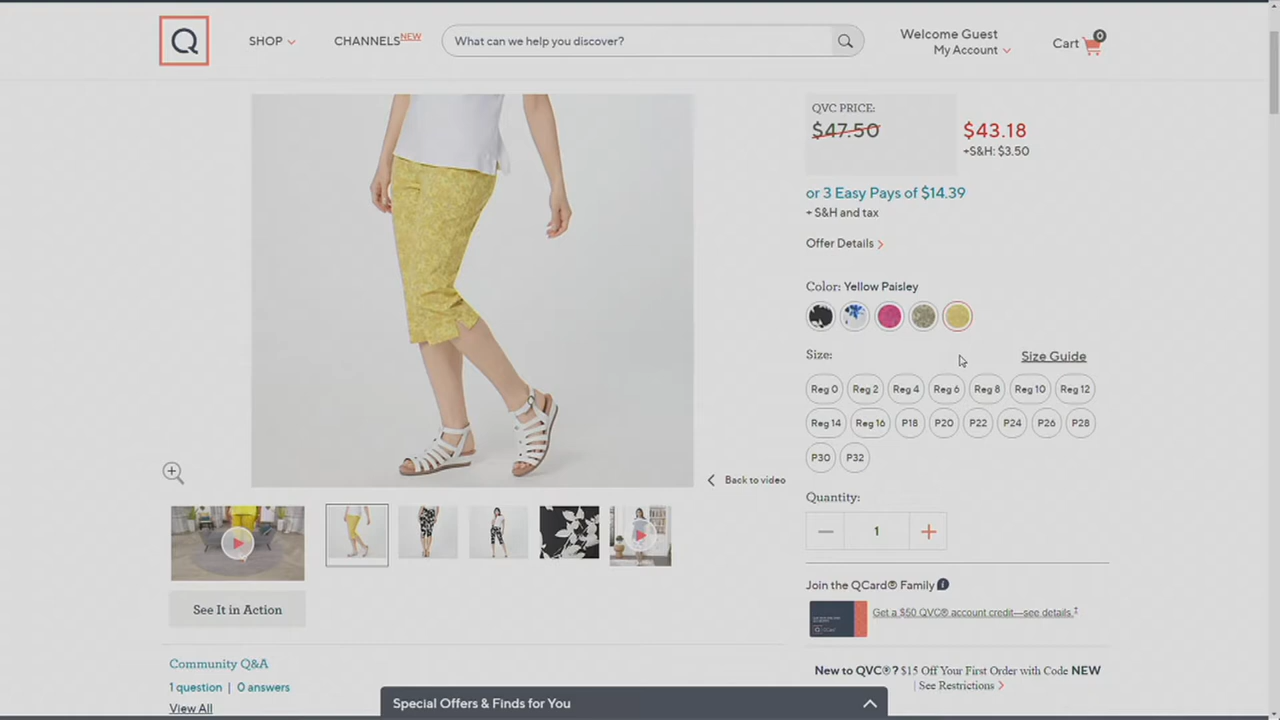 Q
SHOP
CHANNELS NEW
What can we help you discover?
Welcome Guest
My Account
Cart
0
QVC PRICE:
$47.50
$43.18
+S&H: $3.50
or 3 Easy Pays of $14.39
+ S&H and tax
Offer Details
Color: Yellow Paisley
Size:
Size Guide
Reg 0 Reg 2 Reg 4 Reg 6 Reg 8 Reg 10 Reg 12
Reg 14 Reg 16 P18 P20 P22 P24 P26 P28
P30 P32
Back to video
Quantity:
1
See It in Action
Join the QCard® Family
Get a $50 QVC® account credit—see details.‡
Community Q&A
1 question | 0 answers
View All
New to QVC®? $15 Off Your First Order with Code NEW
| See Restrictions
Special Offers & Finds for You